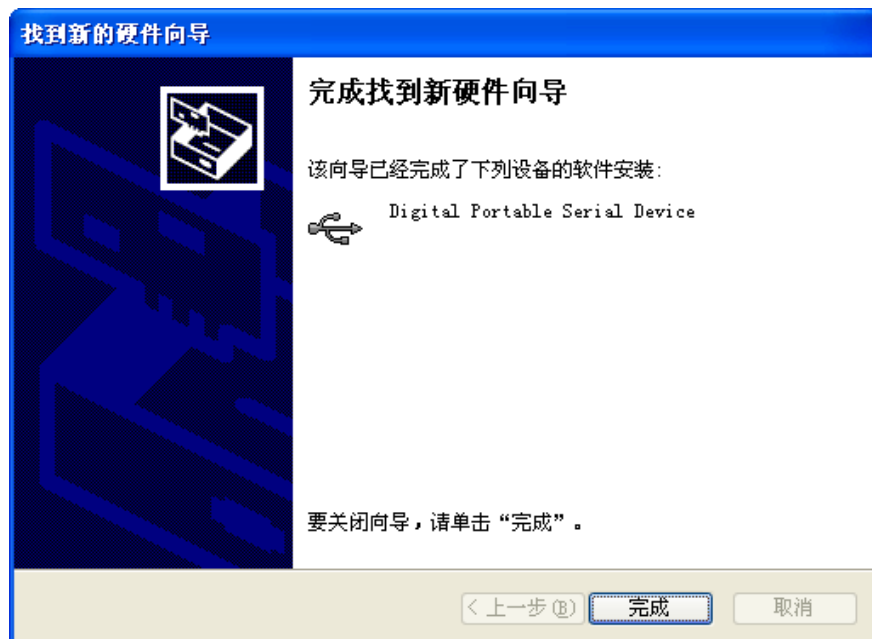 找到新的硬件向导
完成找到新硬件向导
该向导已经完成了下列设备的软件安装:
Digital Portable Serial Device
要关闭向导，请单击“完成”。
< 上一步(B)
完成
取消